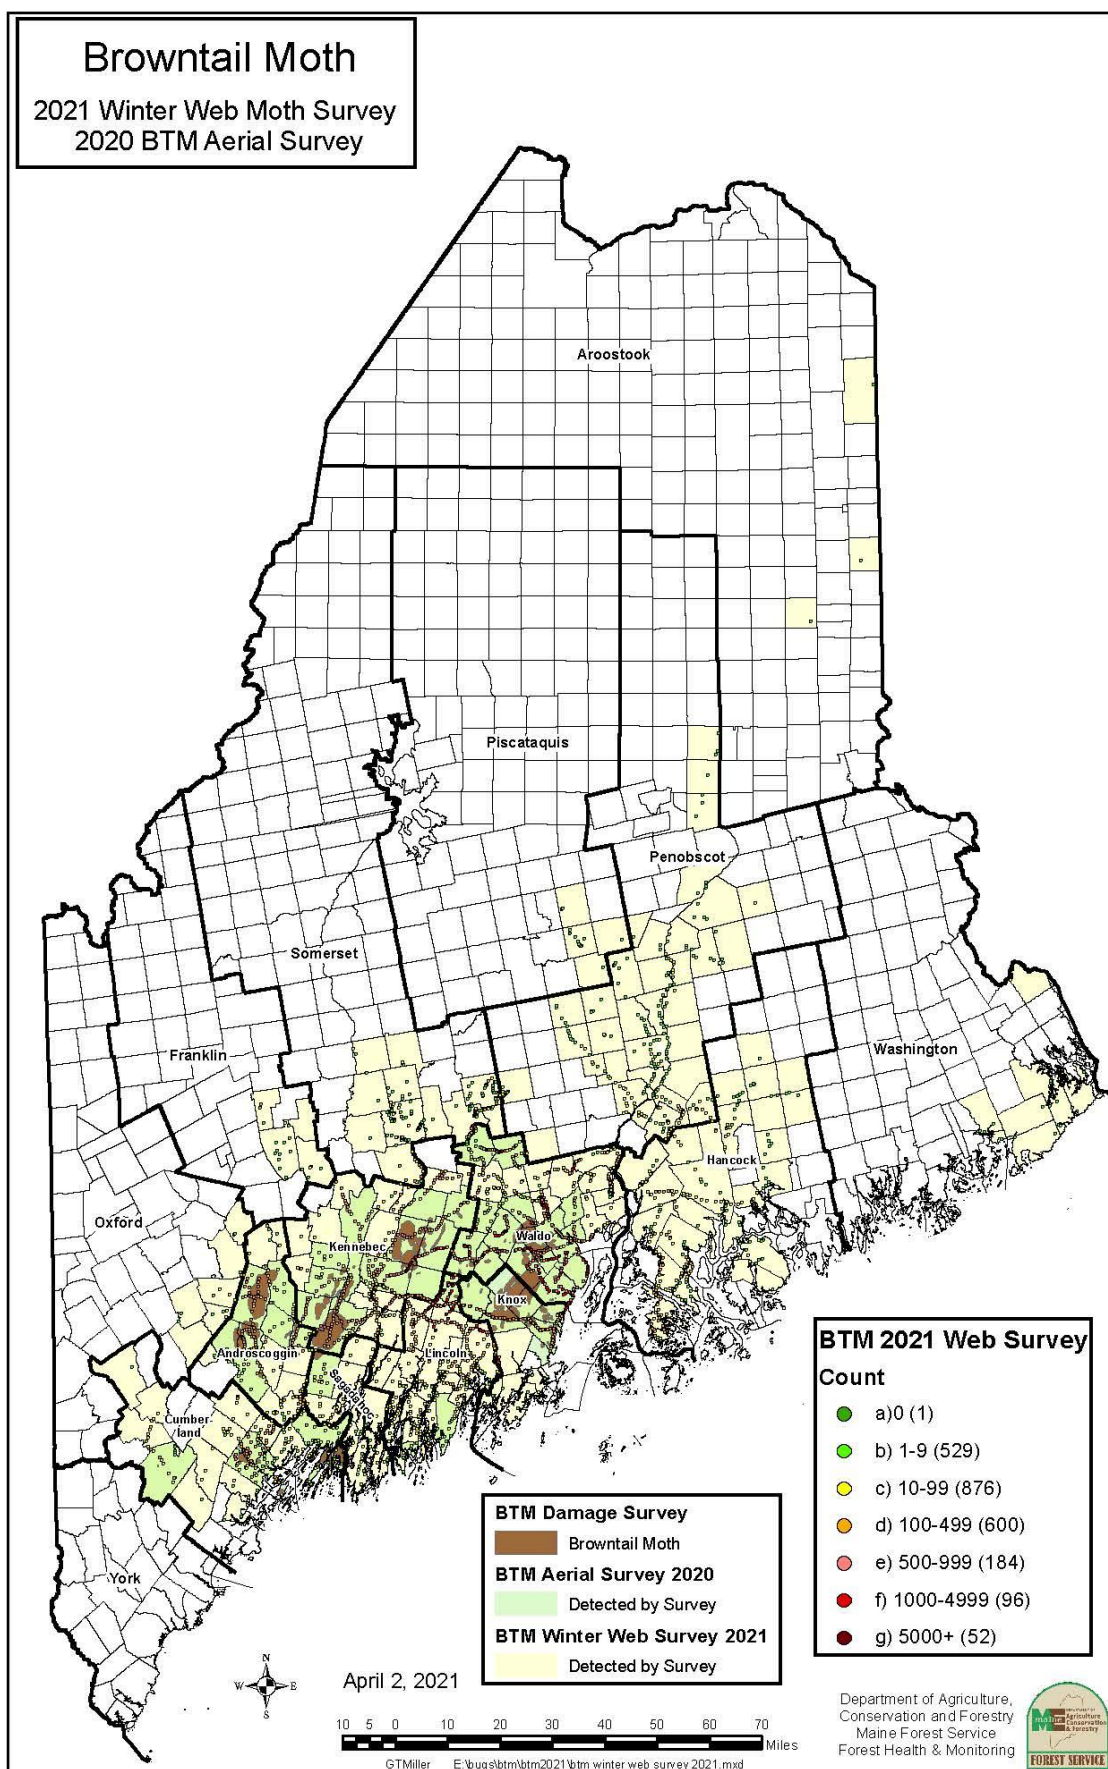 Browntail Moth
2021 Winter Web Moth Survey
2020 BTM Aerial Survey
Aroostook
Piscataquis
Penobscot
Somerset
Franklin
Washington
Hancock
Oxford
Kennebec
Waldo
Knox
Androscoggin
Lincoln
Sagadahoc
Cumber-
land
York
BTM 2021 Web Survey
Count
a)0 (1)
b) 1-9 (529)
c) 10-99 (876)
d) 100-499 (600)
e) 500-999 (184)
f) 1000-4999 (96)
g) 5000+ (52)
BTM Damage Survey
Browntail Moth
BTM Aerial Survey 2020
Detected by Survey
BTM Winter Web Survey 2021
Detected by Survey
N
W E
S
April 2, 2021
10 5 0 10 20 30 40 50 60 70
Miles
GTMiller E:\bugs\btm\btm2021\btm winter web survey 2021.mxd
Department of Agriculture,
Conservation and Forestry
Maine Forest Service
Forest Health & Monitoring
maine
Agriculture
Conservation
& Forestry
FOREST SERVICE